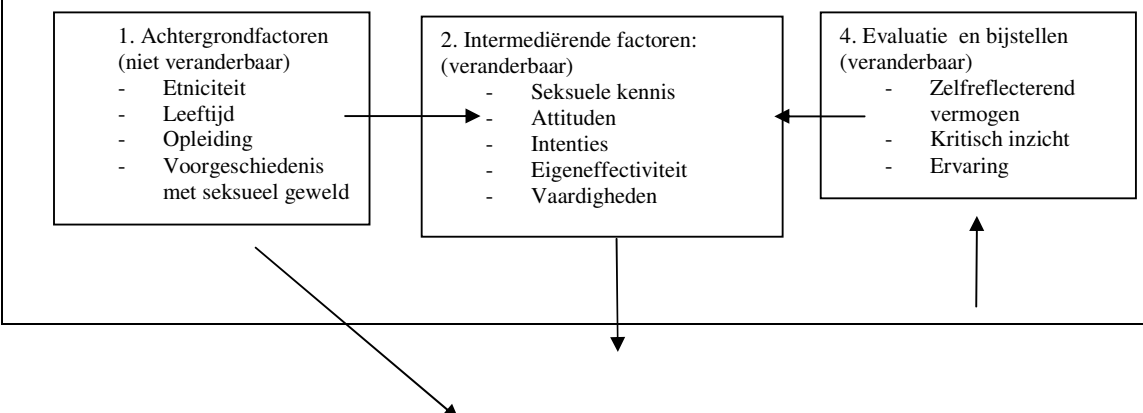 1. Achtergrondfactoren
(niet veranderbaar)
- Etniciteit
- Leeftijd
- Opleiding
- Voorgeschiedenis
met seksueel geweld
2. Intermediërende factoren:
(veranderbaar)
- Seksuele kennis
- Attituden
- Intenties
- Eigeneffectiviteit
- Vaardigheden
4. Evaluatie en bijstellen
(veranderbaar)
- Zelfreflecterend
vermogen
- Kritisch inzicht
- Ervaring